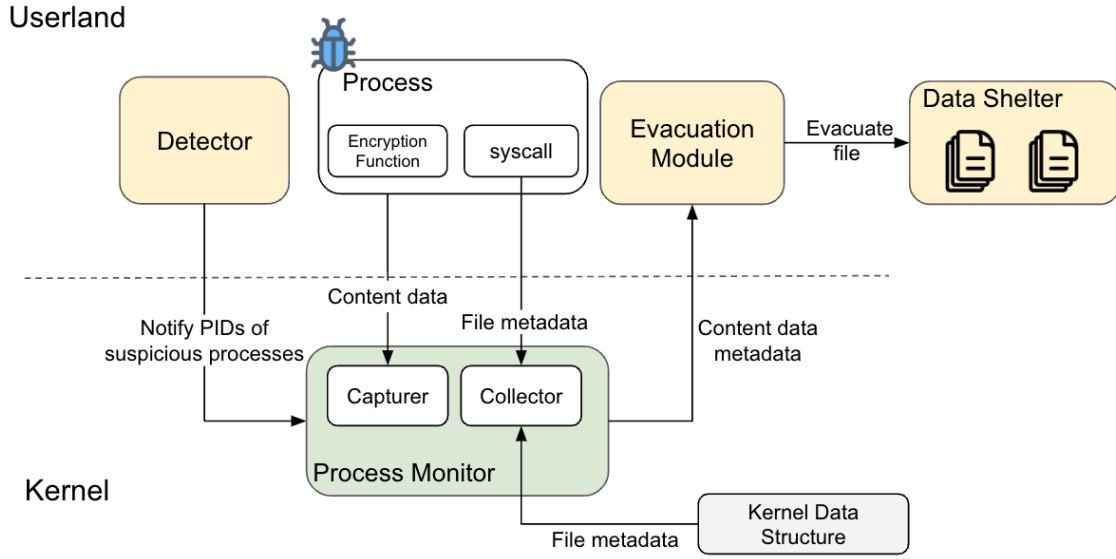 Userland
Process
Detector
Encryption
Function
syscall
Evacuation
Module
Evacuate
file
Data Shelter
Content data
File metadata
Notify PIDs of
suspicious processes
Content data
metadata
Capturer
Collector
Process Monitor
Kernel
File metadata
Kernel Data
Structure